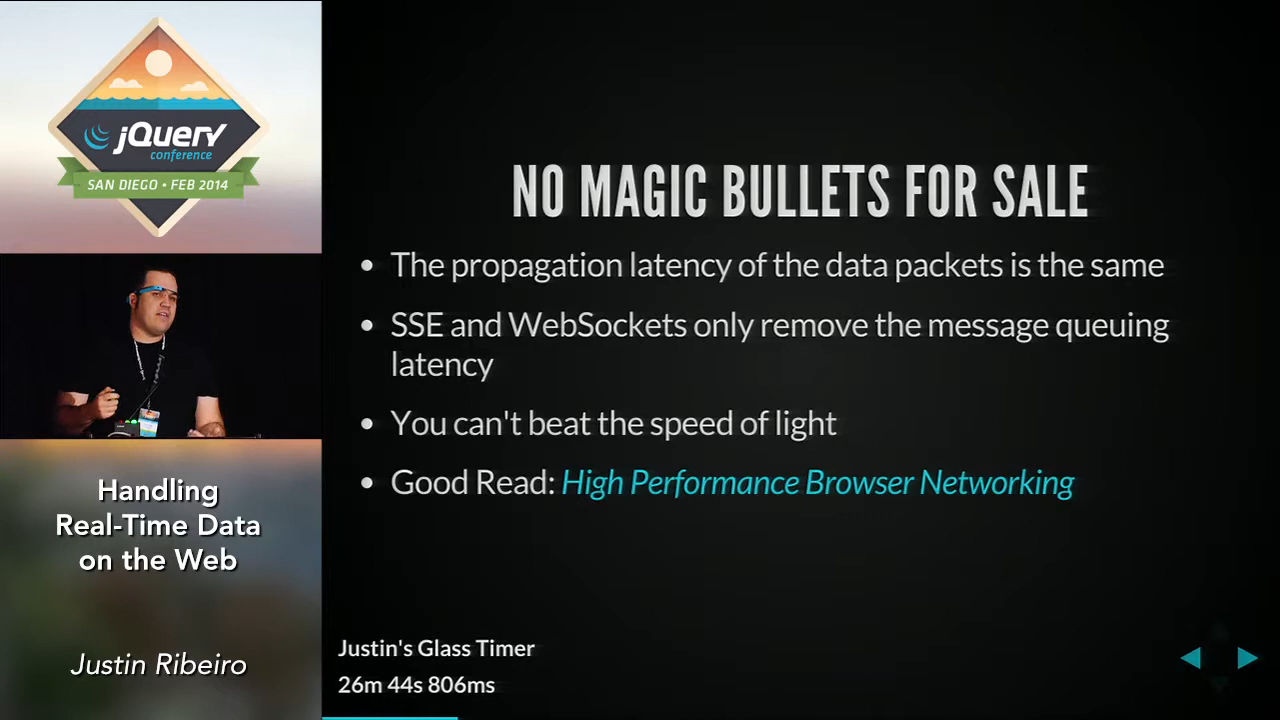 jQuery
conference
SAN DIEGO • FEB 2014
Handling
Real-Time Data
on the Web
Justin Ribeiro
NO MAGIC BULLETS FOR SALE
• The propagation latency of the data packets is the same
• SSE and WebSockets only remove the message queuing
latency
• You can't beat the speed of light
• Good Read: High Performance Browser Networking
Justin's Glass Timer
26m 44s 806ms